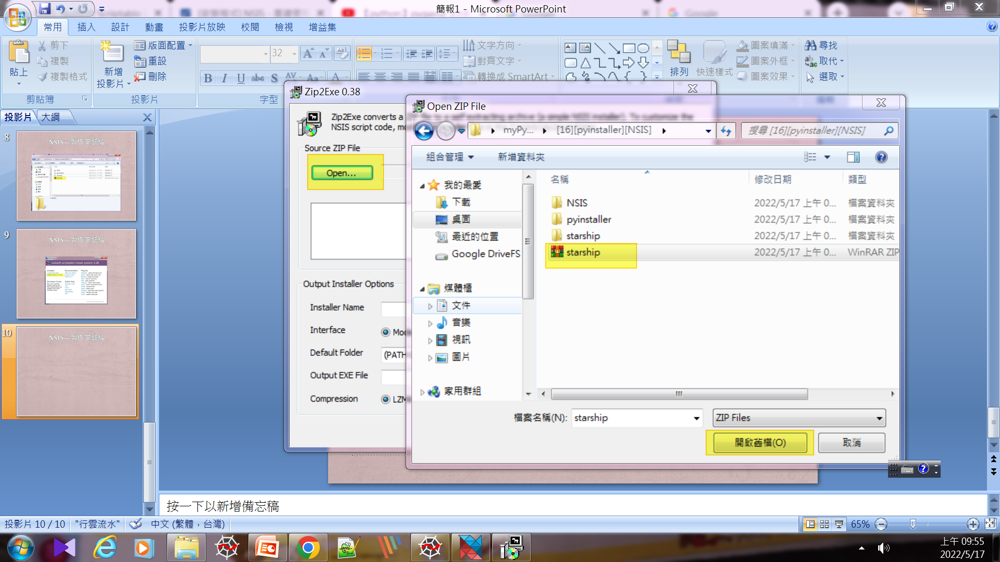 簡報1 - Microsoft PowerPoint
常用 插入 設計 動畫 投影片放映 校閱 檢視 增益集
貼上
剪下
複製
複製格式
剪貼簿
新增
投影片
版面配置
重設
刪除
投影片
32
B I U abc S AV Aa A
字型
文字方向
對齊文字
轉換成 SmartArt
排列
快速樣式
圖案填滿
圖案外框
圖案效果
尋找
取代
選取
投影片 大綱
8
NSIS—製作安裝檔
9
NSIS—製作安裝檔
nullsoft scriptable install system 3.08
10
NSIS—製作安裝檔
Zip2Exe 0.38
Zip2Exe converts a
NSIS script code, mo
Source ZIP File
Open...
Output Installer Options
Installer Name
Interface
Mod
Default Folder
(PATH
Output EXE File
Compression
LZM
Open ZIP File
myPy... [16][pyinstaller][NSIS]
搜尋 [16][pyinstaller][NSIS]
組合管理 新增資料夾
我的最愛
下載
桌面
最近的位置
Google DriveFS
媒體櫃
文件
音樂
視訊
圖片
家用群組
名稱 修改日期 類型
NSIS 2022/5/17 上午 0... 檔案資料夾
pyinstaller 2022/5/17 上午 0... 檔案資料夾
starship 2022/5/17 上午 0... 檔案資料夾
starship 2022/5/17 上午 0... WinRAR ZIP
檔案名稱(N): starship ZIP Files
開啟舊檔(O) 取消
按一下以新增備忘稿
投影片 10 / 10 "行雲流水" 中文 (繁體，台灣) 65%
上午 09:55
2022/5/17